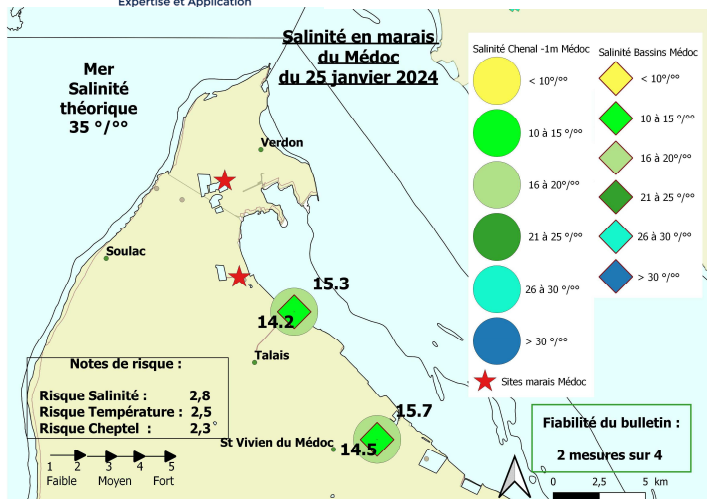 Expertise et Application
Salinité en marais
du Médoc
du 25 janvier 2024
Mer
Salinité
théorique
35 °/°°
Verdon
Soulac
15.3
14.2
Talais
15.7
14.5
St Vivien du Médoc
Notes de risque :
Risque Salinité : 2,8
Risque Température : 2,5
Risque Cheptel : 2,3
1 2 3 4 5
Faible Moyen Fort
Salinité Chenal -1m Médoc
< 10°/°°
10 à 15 °/°°
16 à 20°/°°
21 à 25 °/°°
26 à 30 °/°°
> 30 °/°°
Sites marais Médoc
Salinité Bassins Médoc
< 10°/°°
10 à 15 °/°°
16 à 20°/°°
21 à 25 °/°°
26 à 30 °/°°
> 30 °/°°
Fiabilité du bulletin :
2 mesures sur 4
0 2,5 5 km